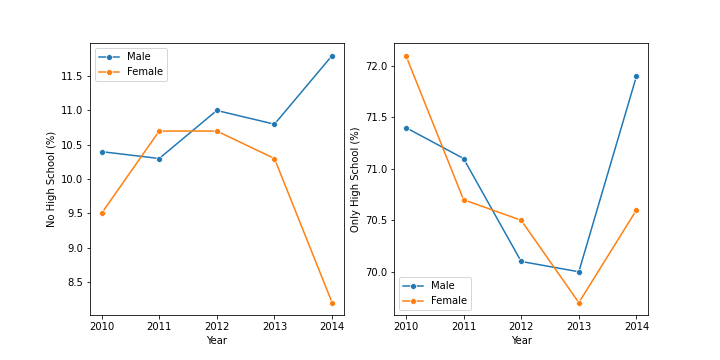 Male
Female
11.5
11.0
10.5
10.0
9.5
9.0
8.5
No High School (%)
2010 2011 2012 2013 2014
Year
72.0
71.5
71.0
70.5
70.0
Only High School (%)
Male
Female
2010 2011 2012 2013 2014
Year